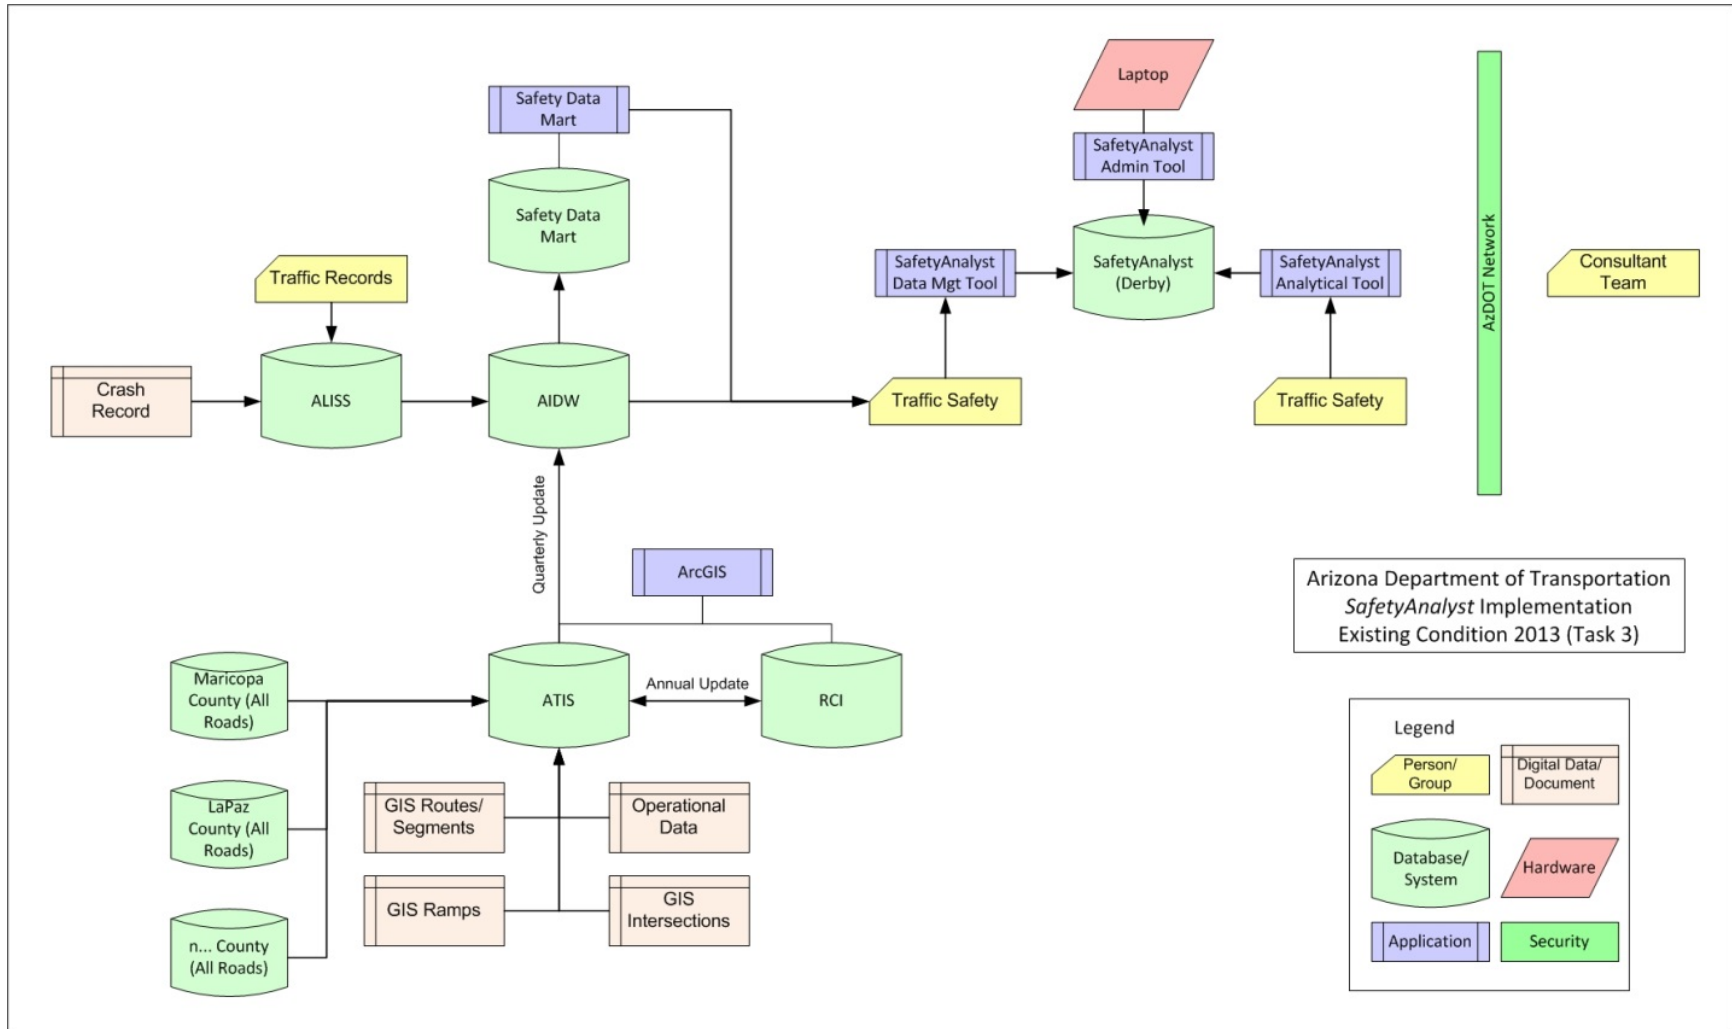 Laptop
Safety Data
Mart
SafetyAnalyst
Admin Tool
Safety Data
Mart
Traffic Records
SafetyAnalyst
Data Mgt Tool
SafetyAnalyst
(Derby)
SafetyAnalyst
Analytical Tool
AzDOT Network
Consultant
Team
Crash
Record
ALISS
AIDW
Traffic Safety
Traffic Safety
Quarterly Update
ArcGIS
Arizona Department of Transportation
SafetyAnalyst Implementation
Existing Condition 2013 (Task 3)
Maricopa
County (All
Roads)
ATIS
Annual Update
RCI
LaPaz
County (All
Roads)
GIS Routes/
Segments
Operational
Data
n... County
(All Roads)
GIS Ramps
GIS
Intersections
Legend
Person/
Group
Digital Data/
Document
Database/
System
Hardware
Application
Security